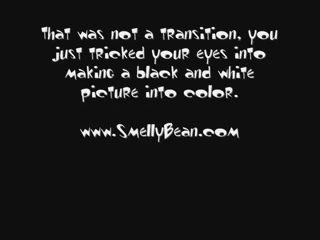 That was not a transition, you
just tricked your eyes into
making a black and white
picture into color.
www.SmellyBean.com